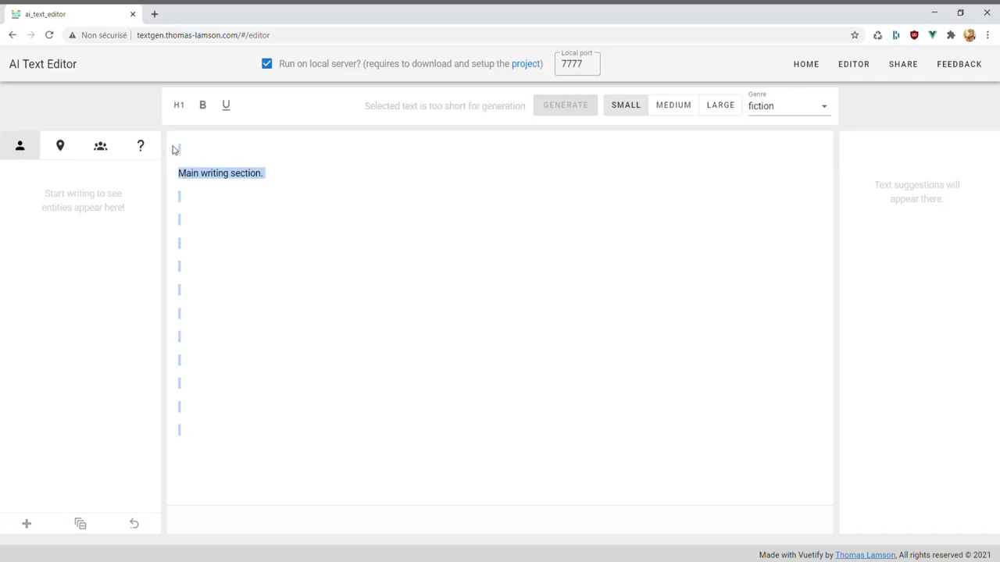 ai_text_editor
Non sécurisé
textgen.thomas-lamson.com/#/editor
AI Text Editor
Run on local server? (requires to download and setup the project)
Local port
7777
HOME
EDITOR
SHARE
FEEDBACK
H1
B
U
Selected text is too short for generation.
GENERATE
SMALL
MEDIUM
LARGE
Genre
fiction
?
Start writing to see
entities appear here!
Main writing section.
Text suggestions will
appear there.
Made with Vuetify by Thomas Lamson, All rights reserved © 2021